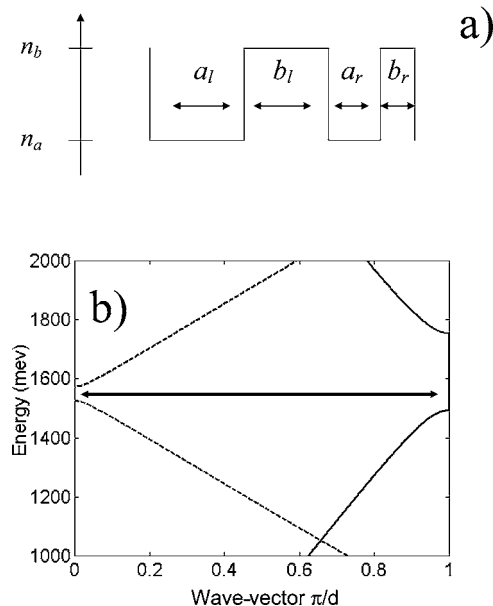 a)
n_b
a_l b_l a_r b_r
n_a
b)
2000
1800
1600
1400
1200
1000
Energy (mev)
0 0.2 0.4 0.6 0.8 1
Wave-vector π/d